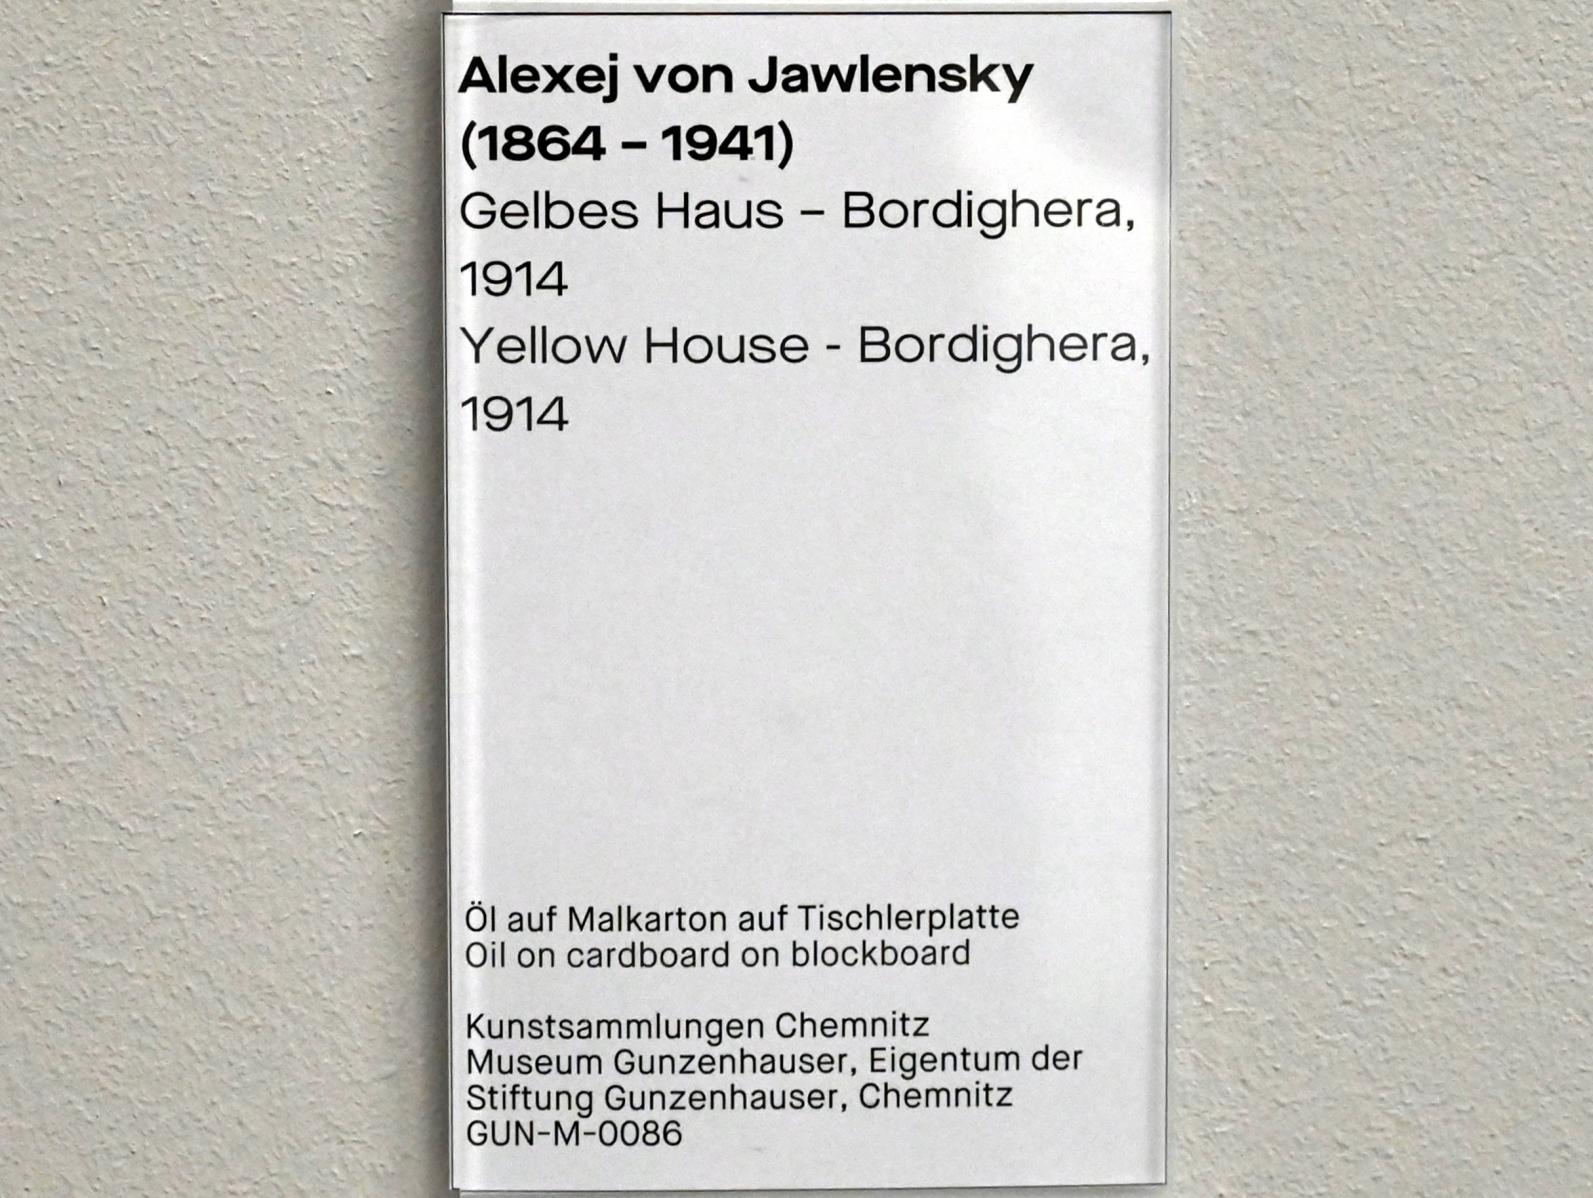 Alexej von Jawlensky
(1864 – 1941)
Gelbes Haus – Bordighera,
1914
Yellow House - Bordighera,
1914
Öl auf Malkarton auf Tischlerplatte
Oil on cardboard on blockboard
Kunstsammlungen Chemnitz
Museum Gunzenhauser, Eigentum der
Stiftung Gunzenhauser, Chemnitz
GUN-M-0086